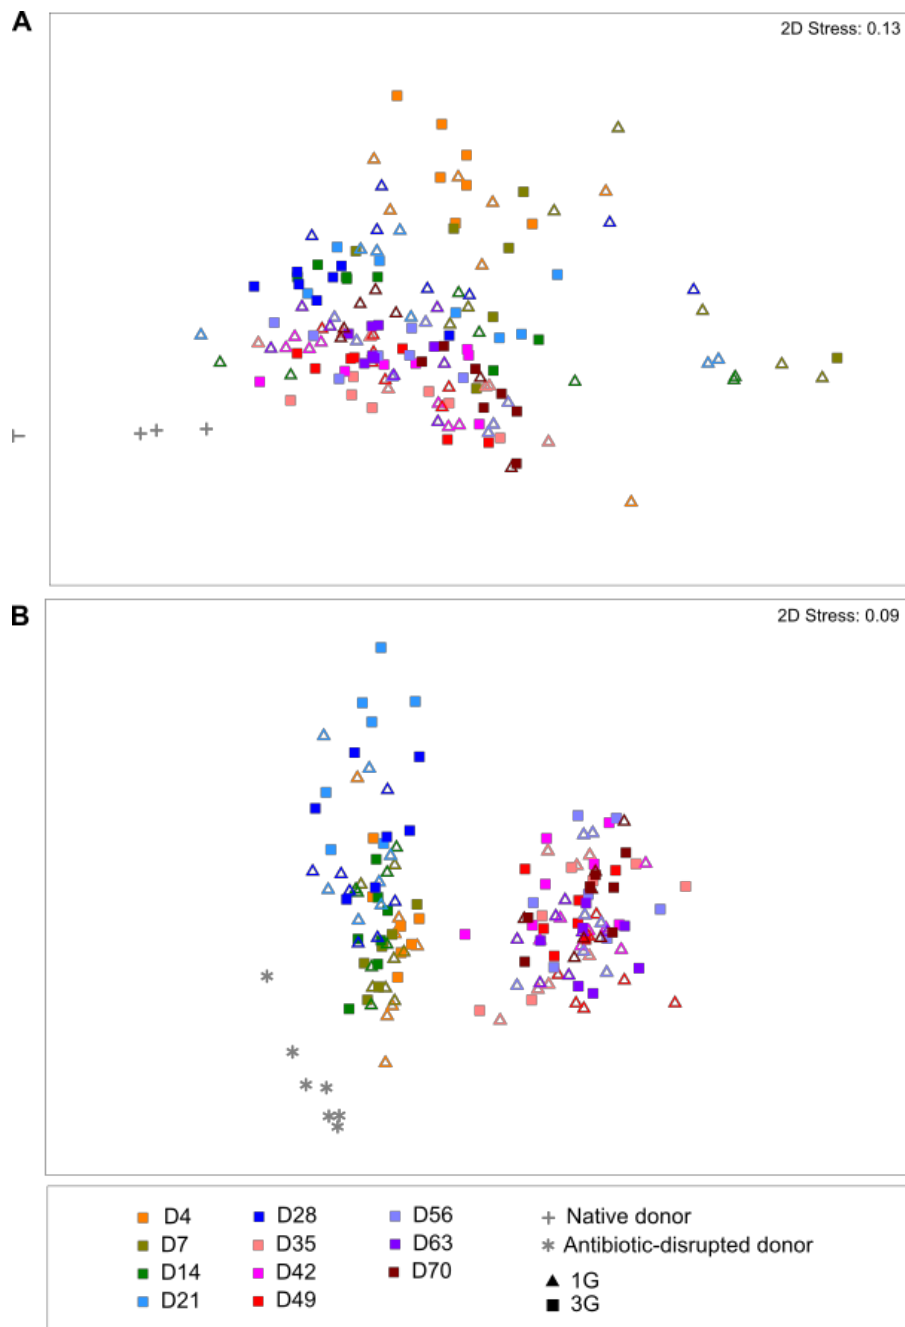 A
2D Stress: 0.13
B
2D Stress: 0.09
D4
D28
D56
Native donor
D7
D35
D63
Antibiotic-disrupted donor
D14
D42
D70
1G
D21
D49
3G